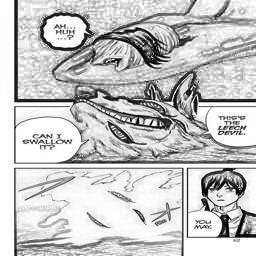 AH...
HUH
...?
THIS'S
THE
LEECH
DEVIL.
CAN I
SWALLOW
IT?
YOU
MAY.